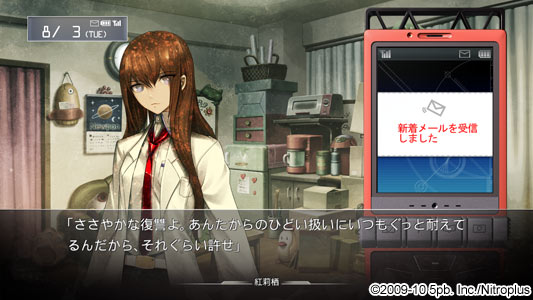 8/ 3 (TUE)
新着メールを受信
しました
「ささやかな復讐よ。あんたからのひどい扱いにいつもぐっと耐えて
るんだから、それぐらい許せ」
紅莉栖
©2009-10 5pb. Inc./Nitroplus